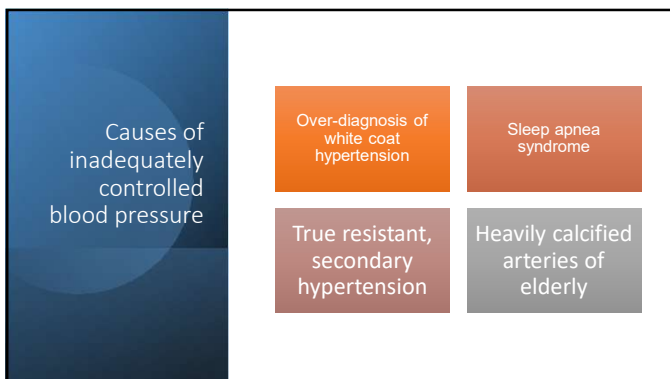 Causes of
inadequately
controlled
blood pressure
Over-diagnosis of
white coat
hypertension
Sleep apnea
syndrome
True resistant,
secondary
hypertension
Heavily calcified
arteries of
elderly